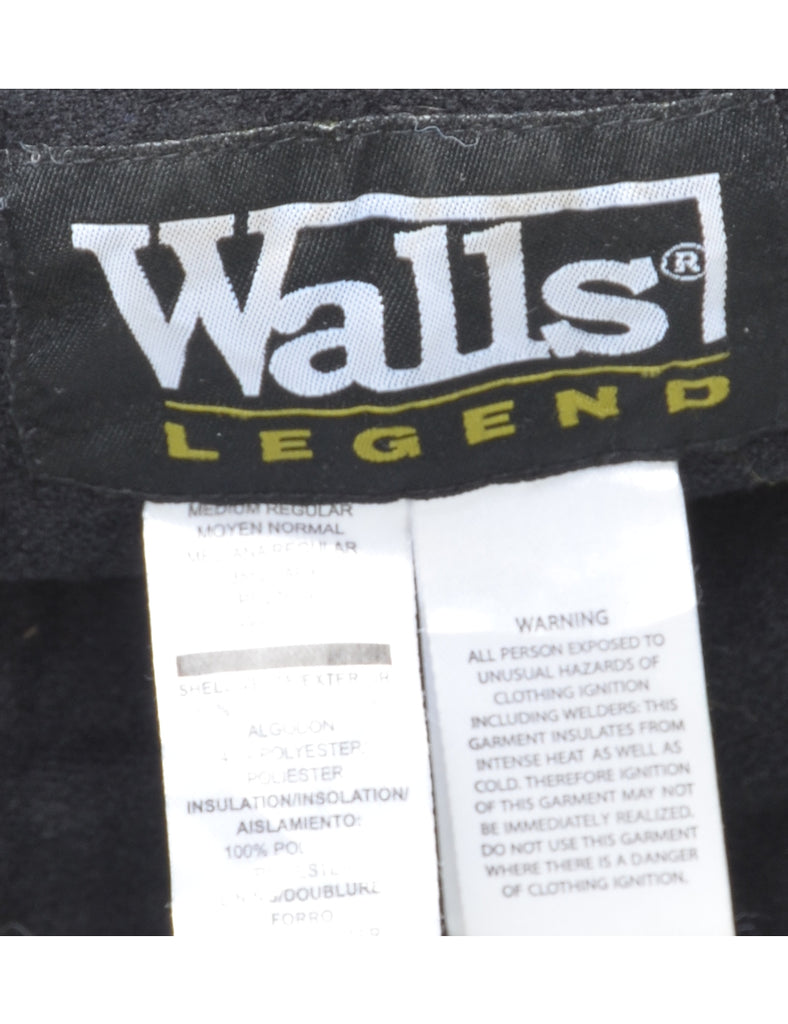 Walls®
LEGEND
MEDIUM REGULAR
MOYEN NORMAL
REGULAR
ALGODON
POLYESTER
POLIESTER
INSULATION/INSOLATION/
AISLAMIENTO:
100%
FORRO
WARNING
ALL PERSON EXPOSED TO
UNUSUAL HAZARDS OF
CLOTHING IGNITION
INCLUDING WELDERS: THIS
GARMENT INSULATES FROM
INTENSE HEAT AS WELL AS
COLD. THEREFORE IGNITION
OF THIS GARMENT MAY NOT
BE IMMEDIATELY REALIZED.
DO NOT USE THIS GARMENT
WHERE THERE IS A DANGER
OF CLOTHING IGNITION.